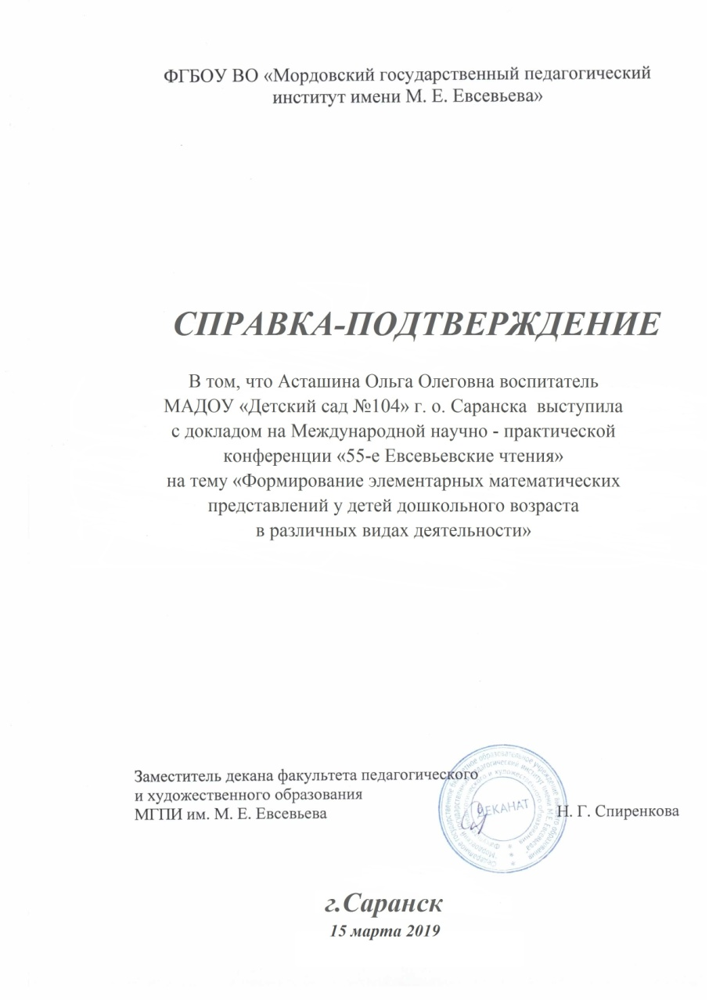 ФГБОУ ВО «Мордовский государственный педагогический
институт имени М. Е. Евсевьева»
СПРАВКА-ПОДТВЕРЖДЕНИЕ
В том, что Асташина Ольга Олеговна воспитатель
МАДОУ «Детский сад №104» г. о. Саранска выступила
с докладом на Международной научно - практической
конференции «55-е Евсевьевские чтения»
на тему «Формирование элементарных математических
представлений у детей дошкольного возраста
в различных видах деятельности»
Заместитель декана факультета педагогического
и художественного образования
МГПИ им. М. Е. Евсевьева
ДЕКАНАТ
Н. Г. Спиренкова
г.Саранск
15 марта 2019